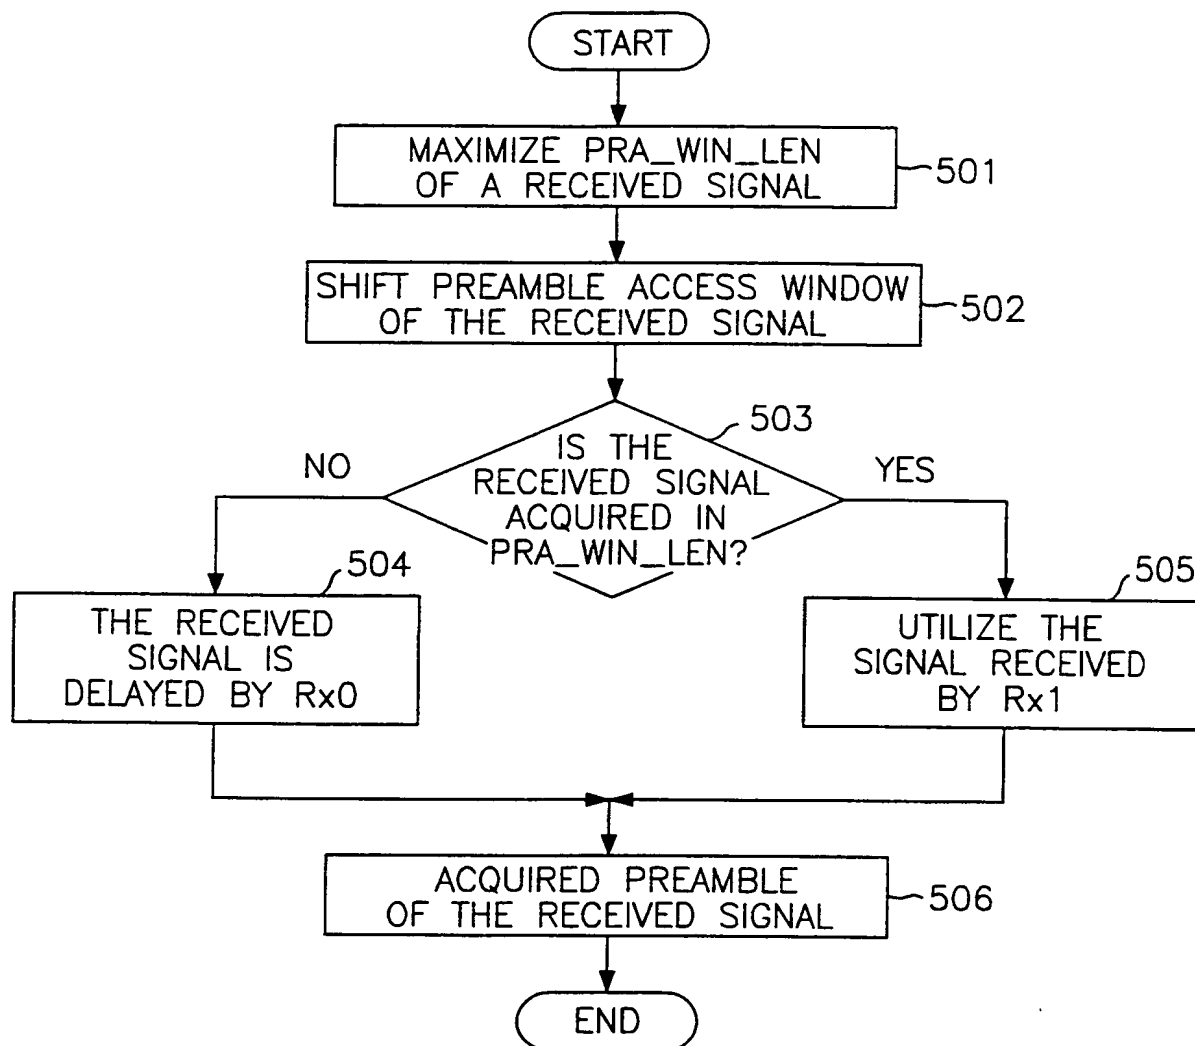 START
MAXIMIZE PRA_WIN_LEN
OF A RECEIVED SIGNAL
501
SHIFT PREAMBLE ACCESS WINDOW
OF THE RECEIVED SIGNAL
502
503
IS THE
RECEIVED SIGNAL
ACQUIRED IN
PRA_WIN_LEN?
NO
YES
504
THE RECEIVED
SIGNAL IS
DELAYED BY Rx0
505
UTILIZE THE
SIGNAL RECEIVED
BY Rx1
ACQUIRED PREAMBLE
OF THE RECEIVED SIGNAL
506
END